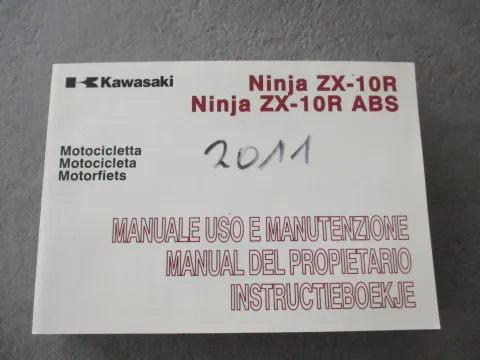 Kawasaki
Ninja ZX-10R
Ninja ZX-10R ABS
Motocicletta
Motocicleta
Motorfiets
2011
MANUALE USO E MANUTENZIONE
MANUAL DEL PROPIETARIO
INSTRUCTIEBOEKJE